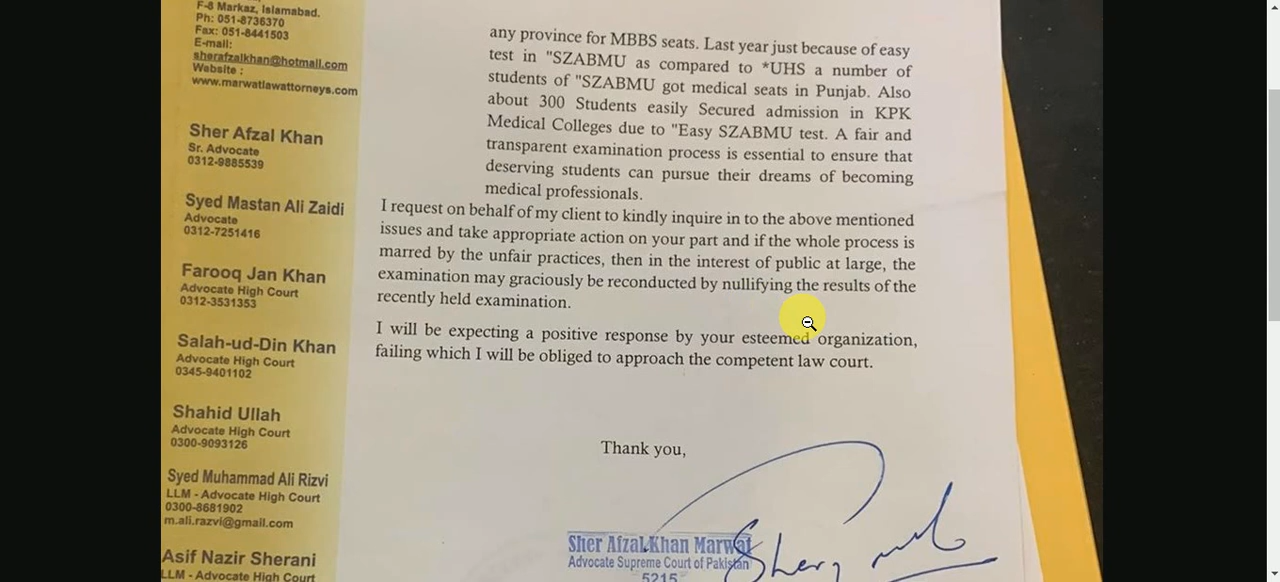 F-8 Markaz, Islamabad.
Ph: 051-8736370
Fax: 051-8441503
E-mail:
sherafzalkhan@hotmail.com
Website :
www.marwatlawattorneys.com
Sher Afzal Khan
Sr. Advocate
0312-9885539
Syed Mastan Ali Zaidi
Advocate
0312-7251416
Farooq Jan Khan
Advocate High Court
0312-3531353
Salah-ud-Din Khan
Advocate High Court
0345-9401102
Shahid Ullah
Advocate High Court
0300-9093126
Syed Muhammad Ali Rizvi
LLM - Advocate High Court
0300-8681902
m.ali.razvi@gmail.com
Asif Nazir Sherani
LLM - Advocate High Court
any province for MBBS seats. Last year just because of easy
test in "SZABMU as compared to *UHS a number of
students of "SZABMU got medical seats in Punjab. Also
about 300 Students easily Secured admission in KPK
Medical Colleges due to "Easy SZABMU test. A fair and
transparent examination process is essential to ensure that
deserving students can pursue their dreams of becoming
medical professionals.
I request on behalf of my client to kindly inquire in to the above mentioned
issues and take appropriate action on your part and if the whole process is
marred by the unfair practices, then in the interest of public at large, the
examination may graciously be reconducted by nullifying the results of the
recently held examination.
I will be expecting a positive response by your esteemed organization,
failing which I will be obliged to approach the competent law court.
Thank you,
Sher Afzal Khan Marwat
Advocate Supreme Court of Pakistan
5215